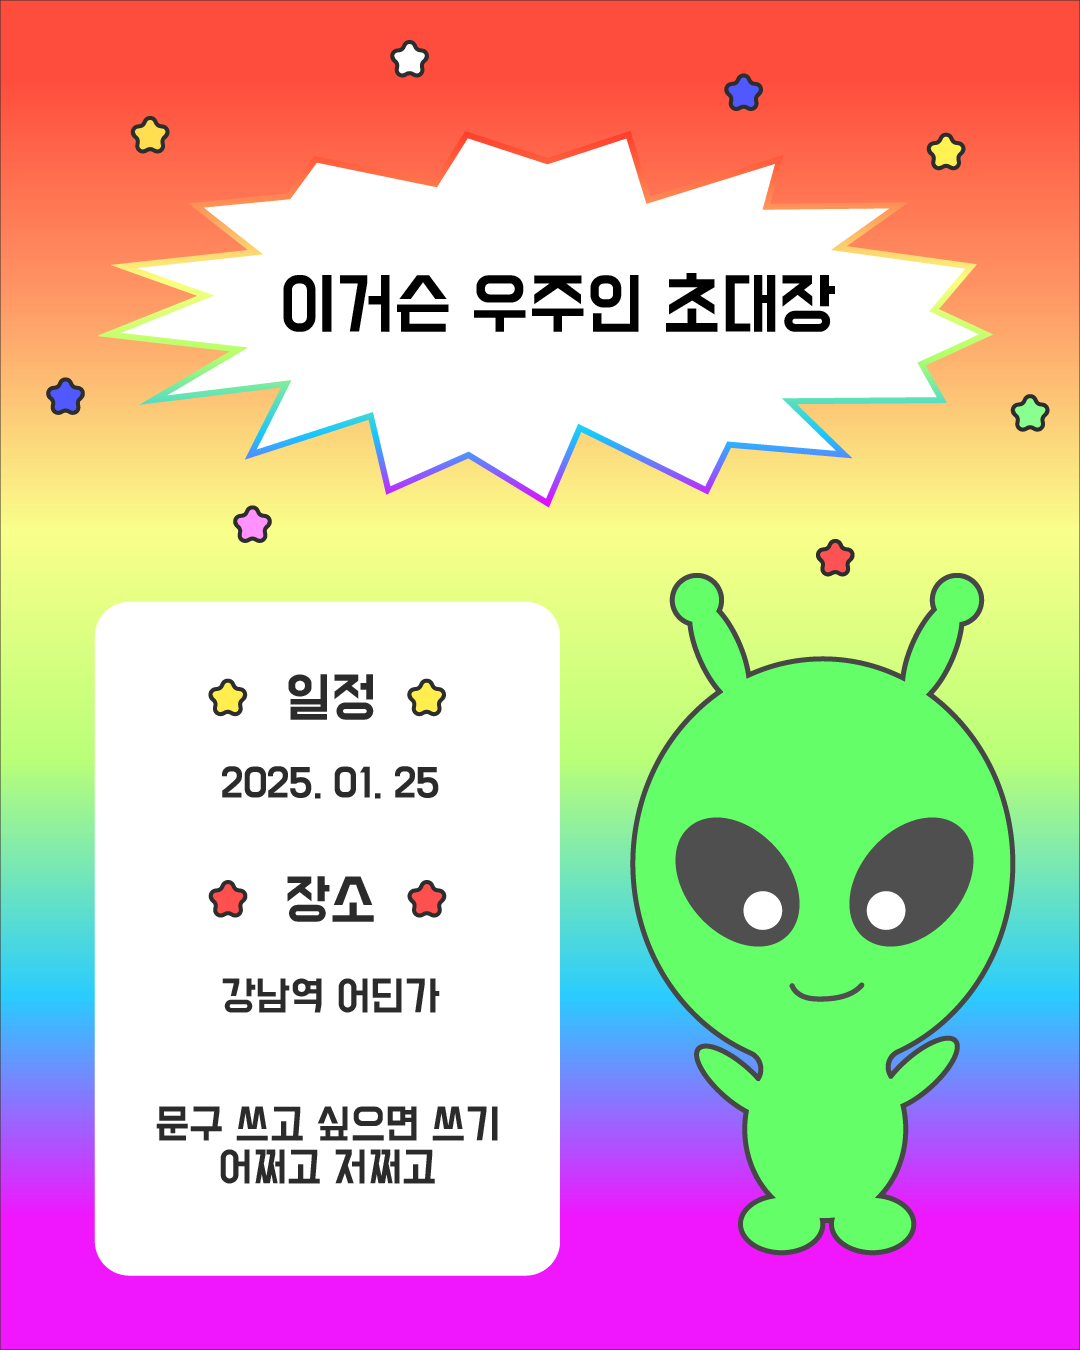 이거슨 우주인 초대장
일정
2025. 01. 25
장소
강남역 어딘가
문구 쓰고 싶으면 쓰기
어쩌고 저쩌고